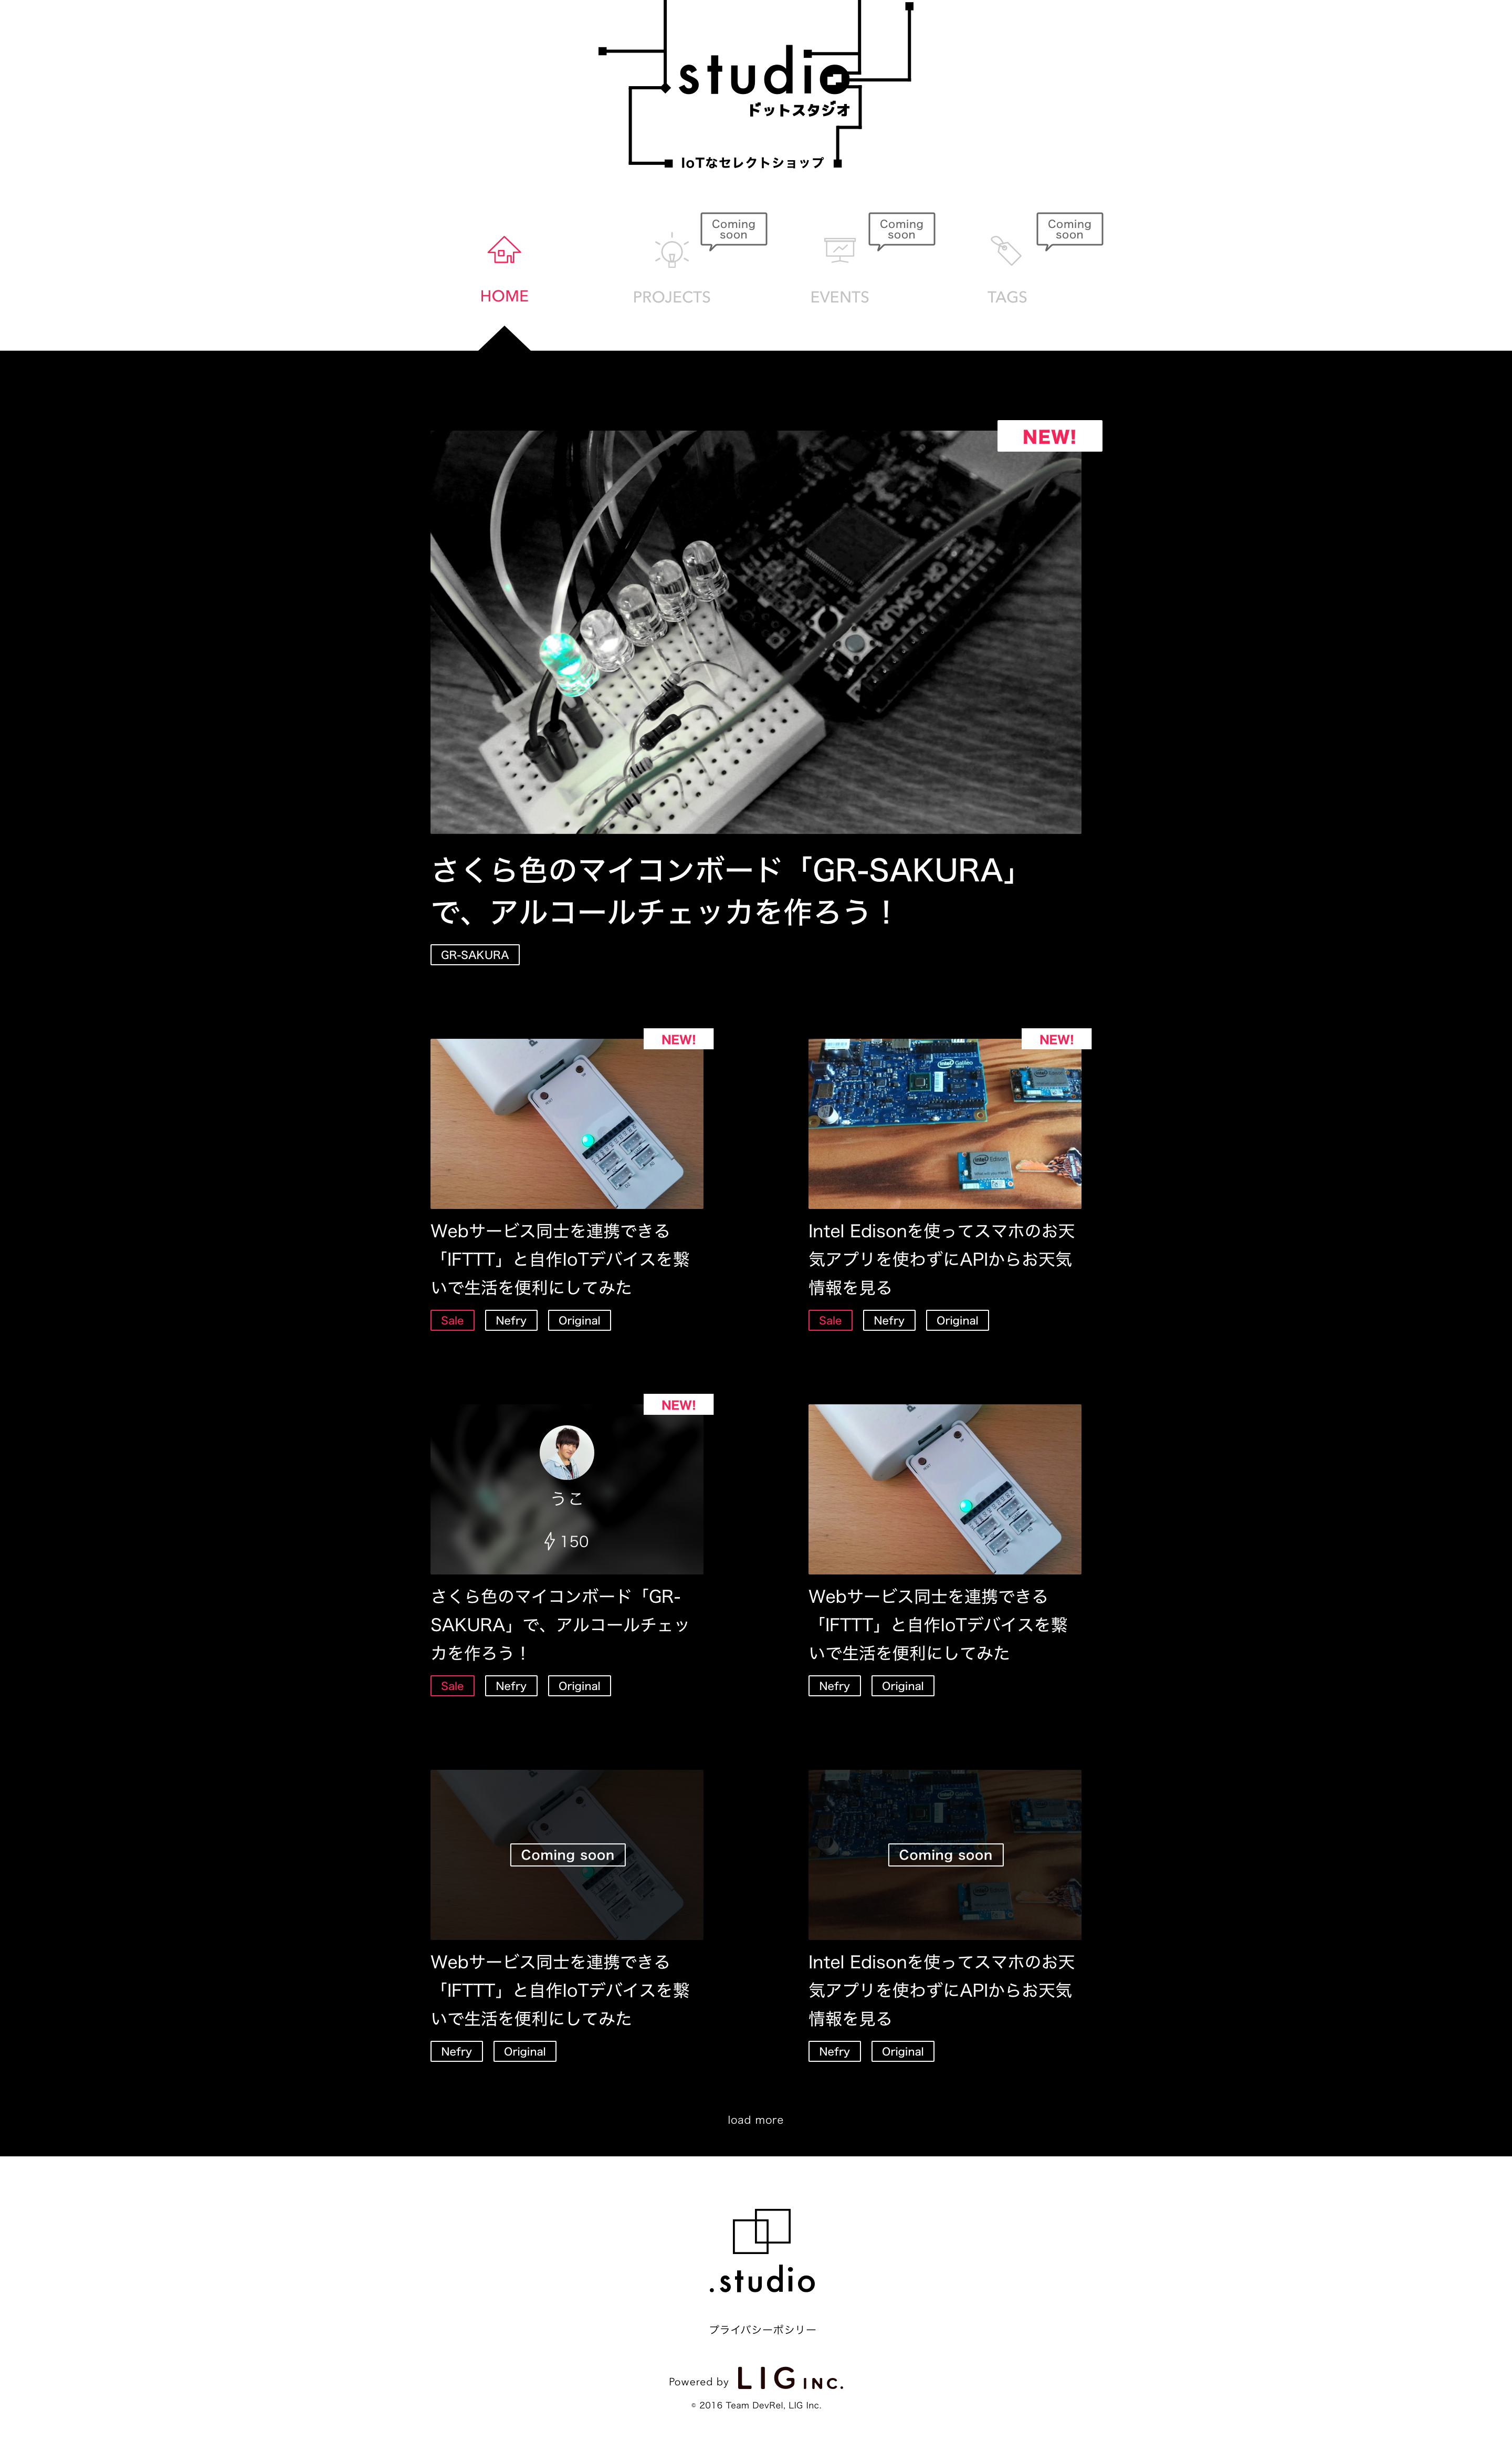 .studio
ドットスタジオ
IoTなセレクトショップ
Coming
soon
Coming
soon
Coming
soon
HOME
PROJECTS
EVENTS
TAGS
NEW!
GR-SAKURA
さくら色のマイコンボード「GR-SAKURA」
で、アルコールチェッカを作ろう！
GR-SAKURA
NEW!
NEW!
intel Galileo
intel Edison
Webサービス同士を連携できる
「IFTTT」と自作IoTデバイスを繋
いで生活を便利にしてみた
Sale
Nefry
Original
Intel Edisonを使ってスマホのお天
気アプリを使わずにAPIからお天気
情報を見る
Sale
Nefry
Original
NEW!
うこ
150
さくら色のマイコンボード「GR-
SAKURA」で、アルコールチェッ
カを作ろう！
Sale
Nefry
Original
Webサービス同士を連携できる
「IFTTT」と自作IoTデバイスを繋
いで生活を便利にしてみた
Nefry
Original
Coming soon
Coming soon
Webサービス同士を連携できる
「IFTTT」と自作IoTデバイスを繋
いで生活を便利にしてみた
Nefry
Original
Intel Edisonを使ってスマホのお天
気アプリを使わずにAPIからお天気
情報を見る
Nefry
Original
load more
.studio
プライバシーポシリー
Powered by LIG INC.
© 2016 Team DevRel, LIG Inc.